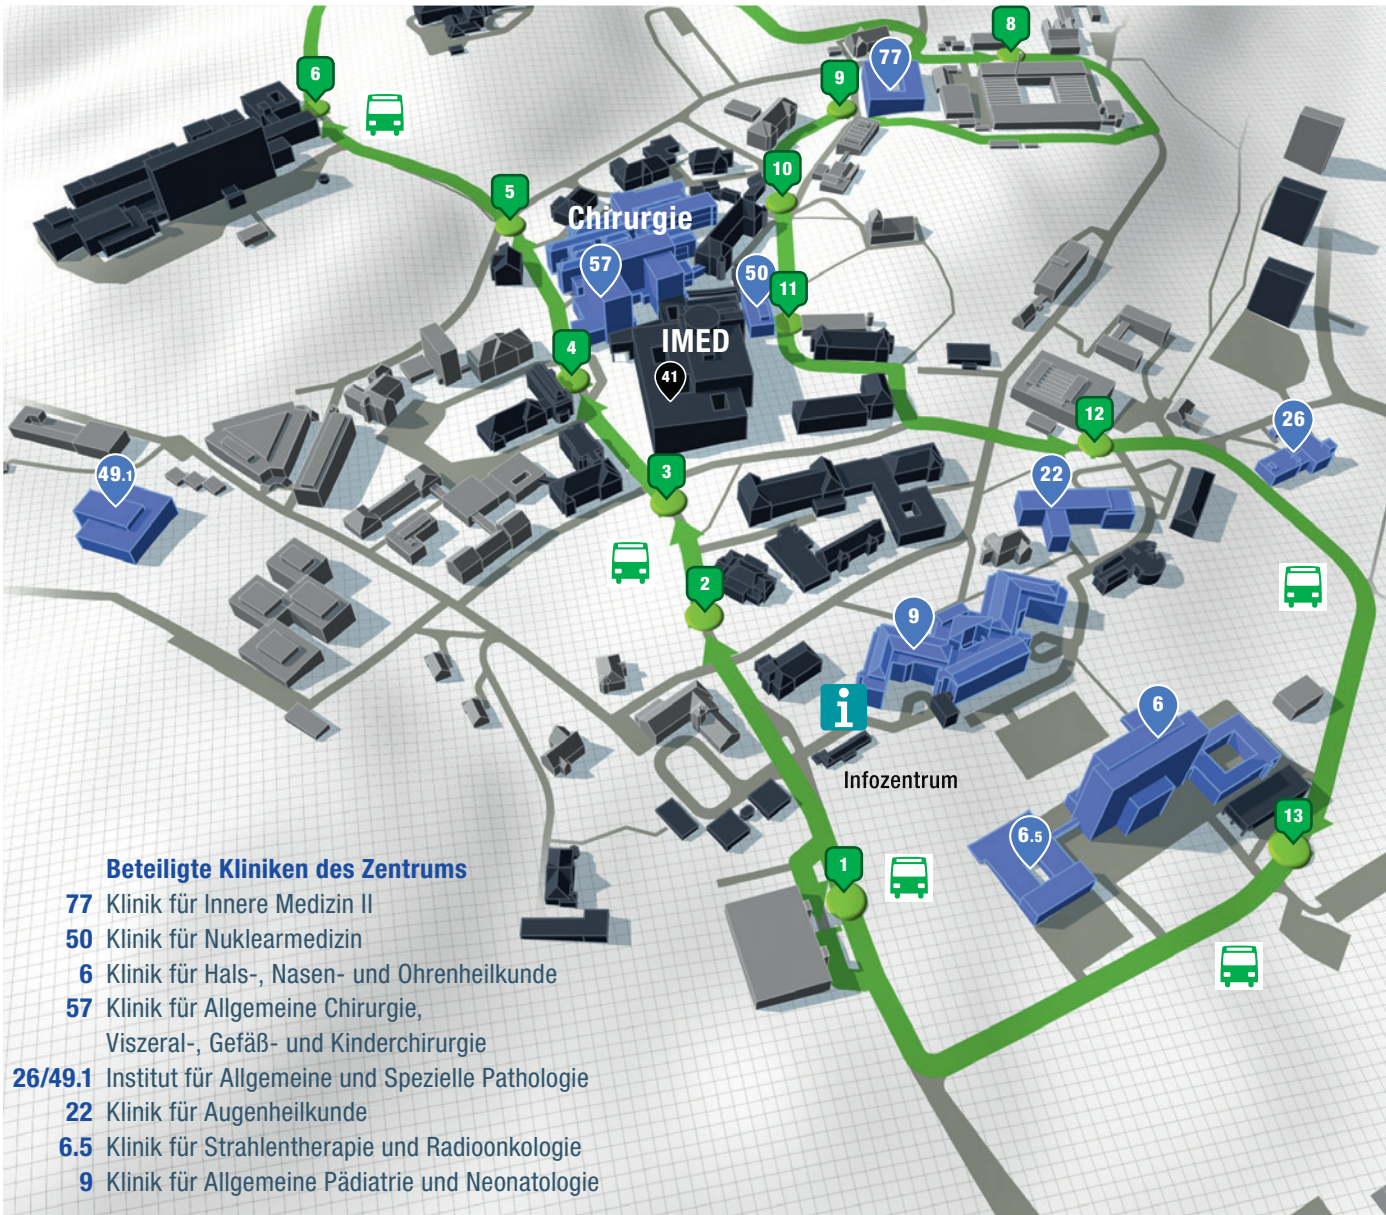 8
77
6
9
10
5
Chirurgie
57
50
11
4
IMED
41
12
26
3
22
49.1
2
9
i
6
Infozentrum
13
6.5
1
Beteiligte Kliniken des Zentrums
77 Klinik für Innere Medizin II
50 Klinik für Nuklearmedizin
6 Klinik für Hals-, Nasen- und Ohrenheilkunde
57 Klinik für Allgemeine Chirurgie,
Viszeral-, Gefäß- und Kinderchirurgie
26/49.1 Institut für Allgemeine und Spezielle Pathologie
22 Klinik für Augenheilkunde
6.5 Klinik für Strahlentherapie und Radioonkologie
9 Klinik für Allgemeine Pädiatrie und Neonatologie